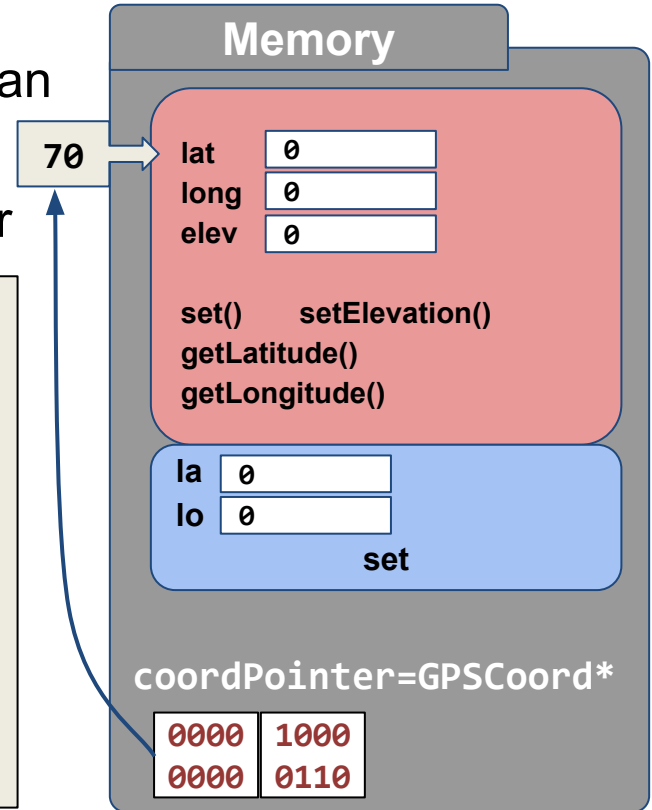 Memory
an
70
r
lat 0
long 0
elev 0
set() setElevation()
getLatitude()
getLongitude()
la 0
lo 0
set
coordPointer=GPSCoord*
0000 1000
0000 0110